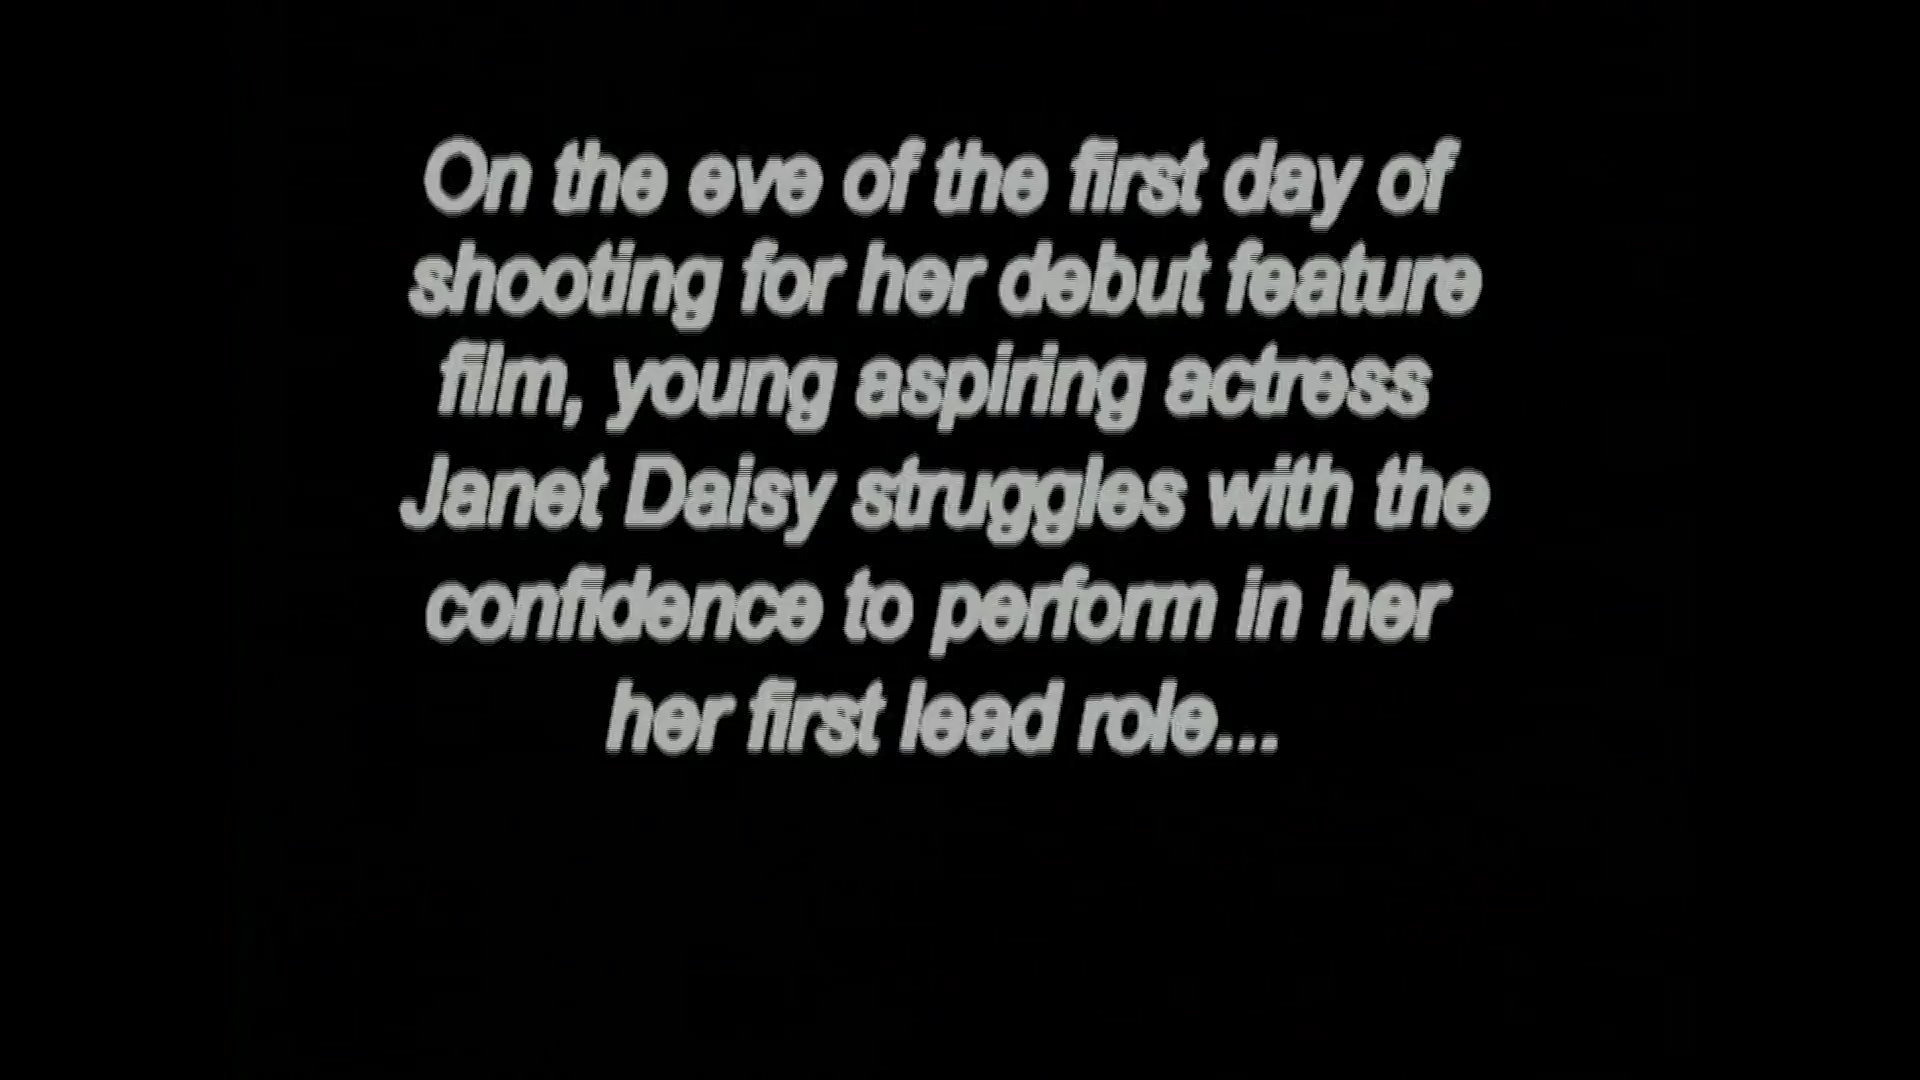 On the eve of the first day of
shooting for her debut feature
film, young aspiring actress
Janet Daisy struggles with the
confidence to perform in her
her first lead role...